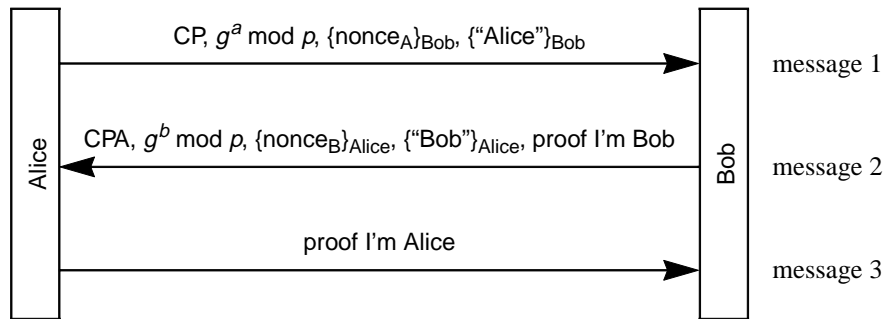 CP, g^a mod p, {nonce_A}_Bob, {“Alice”}_Bob
message 1
CPA, g^b mod p, {nonce_B}_Alice, {“Bob”}_Alice, proof I'm Bob
message 2
Alice
Bob
proof I'm Alice
message 3